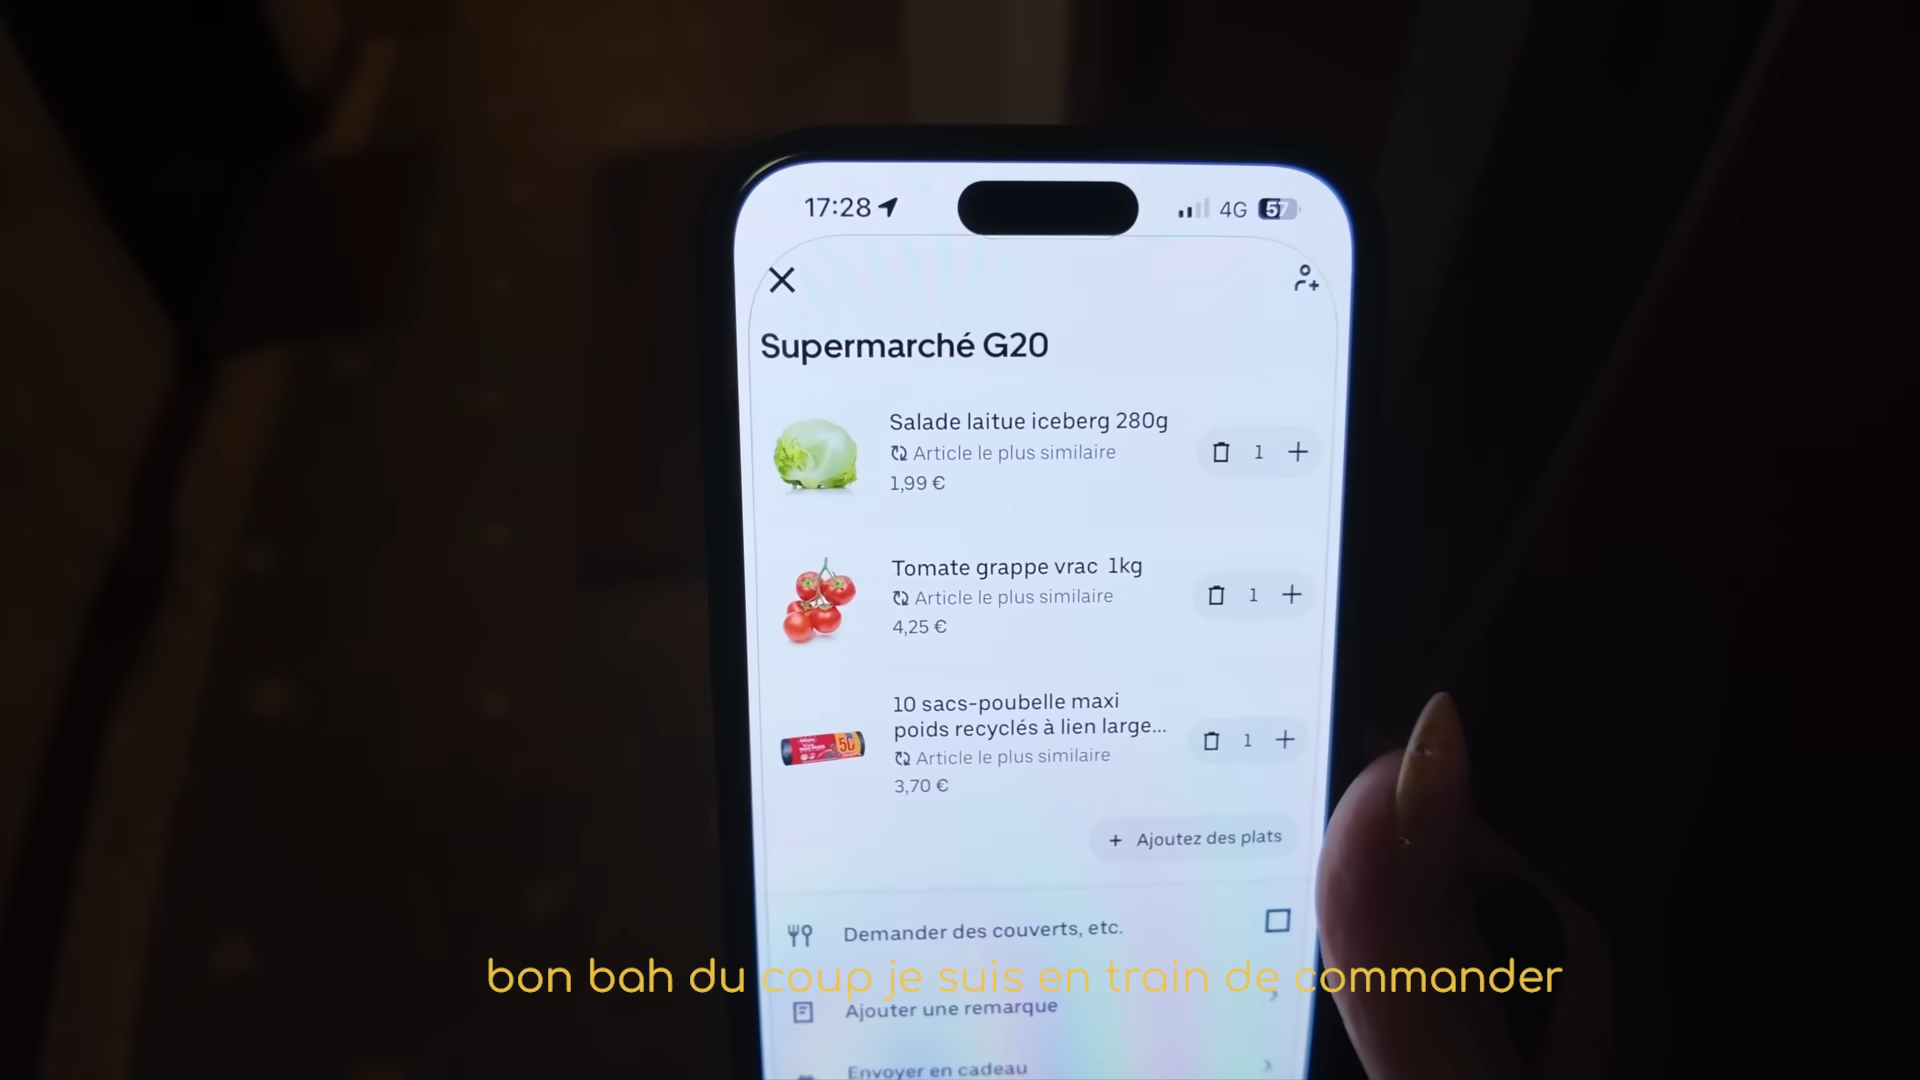 17:28
4G
57
Supermarché G20
Salade laitue iceberg 280g
Article le plus similaire
1,99 €
1
Tomate grappe vrac 1kg
Article le plus similaire
4,25 €
1
10 sacs-poubelle maxi
poids recyclés à lien large...
Article le plus similaire
3,70 €
1
50
+ Ajoutez des plats
Demander des couverts, etc.
bon bah du coup je suis en train de commander
Ajouter une remarque
Envoyer en cadeau